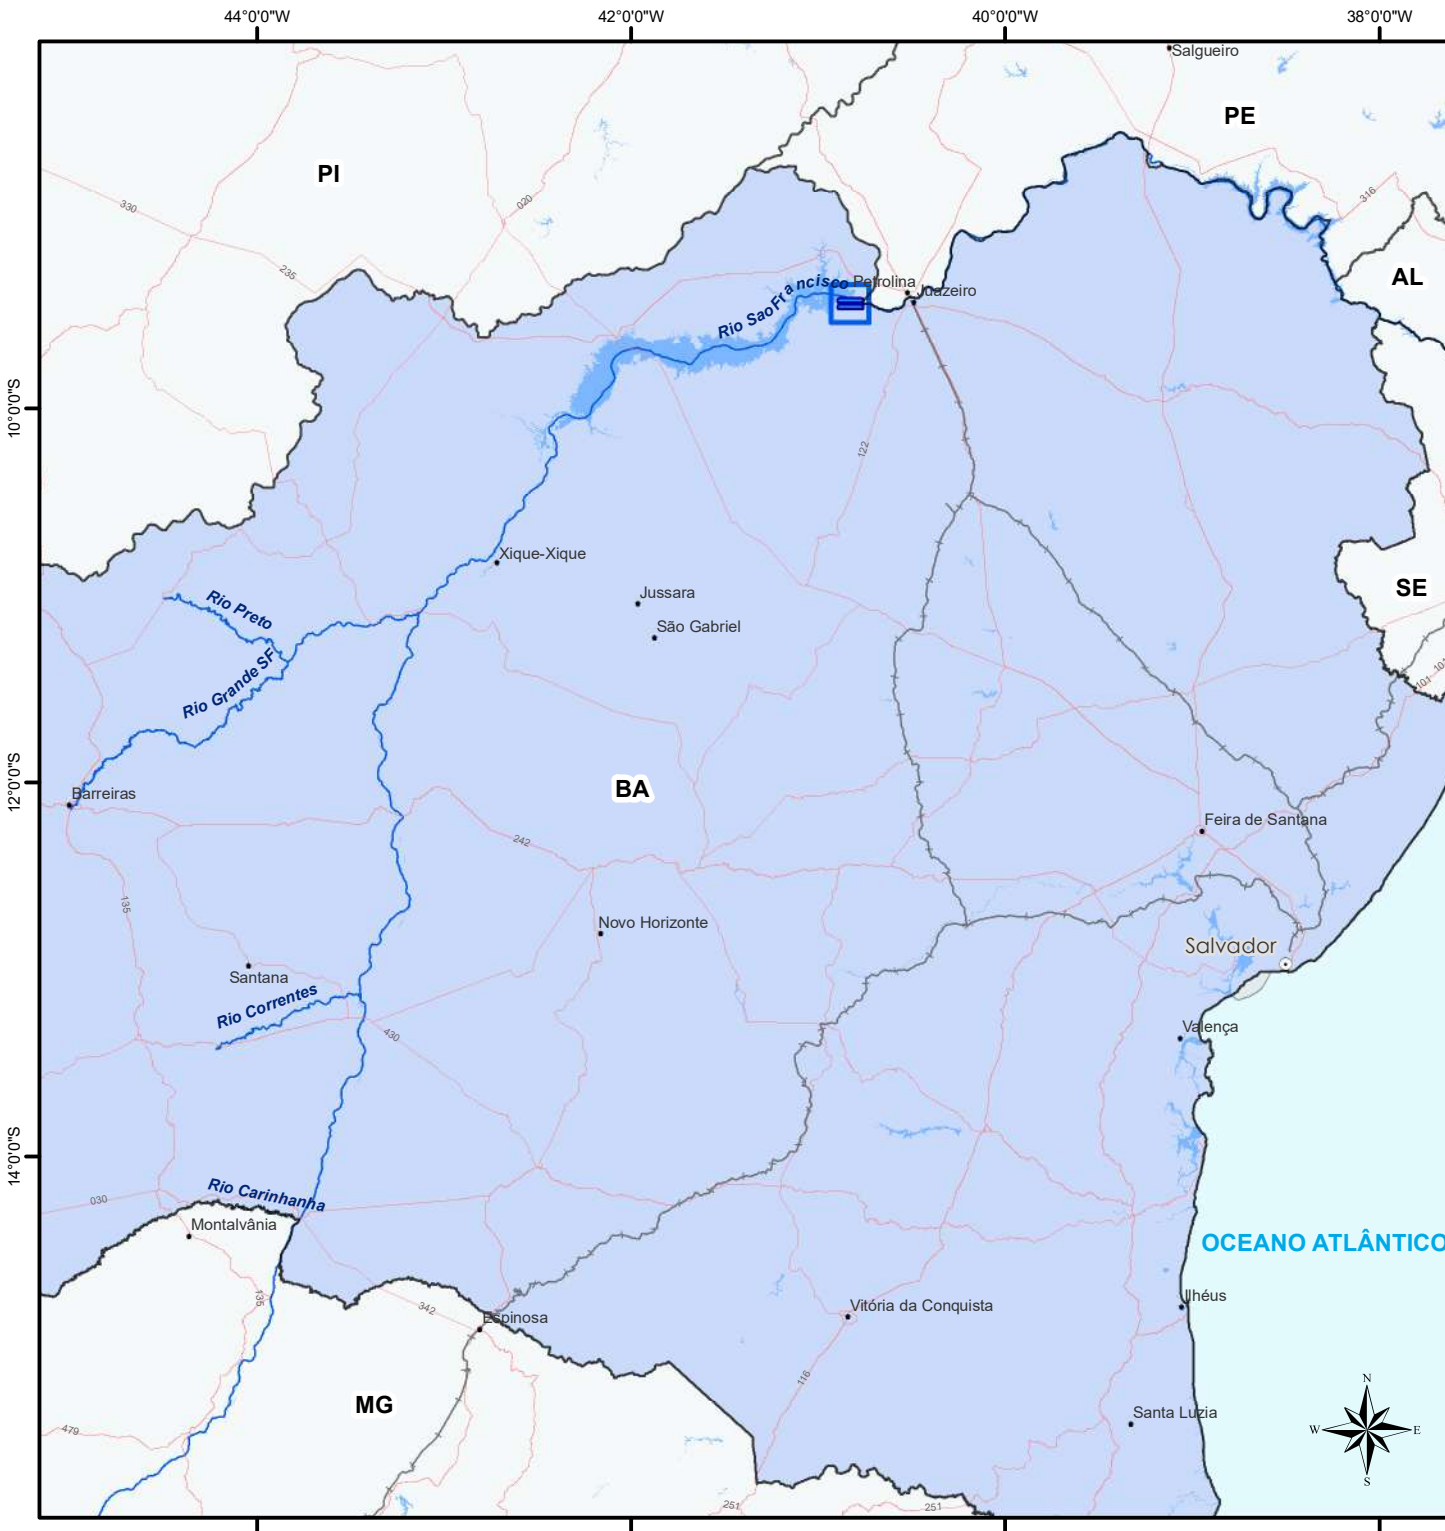 44°0'0"W
42°0'0"W
40°0'0"W
38°0'0"W
Salgueiro
PE
PI
330
020
316
235
AL
Petrolina
Juazeiro
Rio Sao Francisco
10°0'0"S
122
Xique-Xique
Jussara
SE
Rio Preto
São Gabriel
Rio Grande SF
101
10
12°0'0"S
Barreiras
BA
Feira de Santana
242
135
Novo Horizonte
Salvador
Santana
Rio Correntes
Valença
430
14°0'0"S
Rio Carinhanha
030
Montalvânia
OCEANO ATLÂNTICO
135
342
Ilhéus
Espinosa
Vitória da Conquista
116
N
MG
Santa Luzia
W
E
479
S
251
251